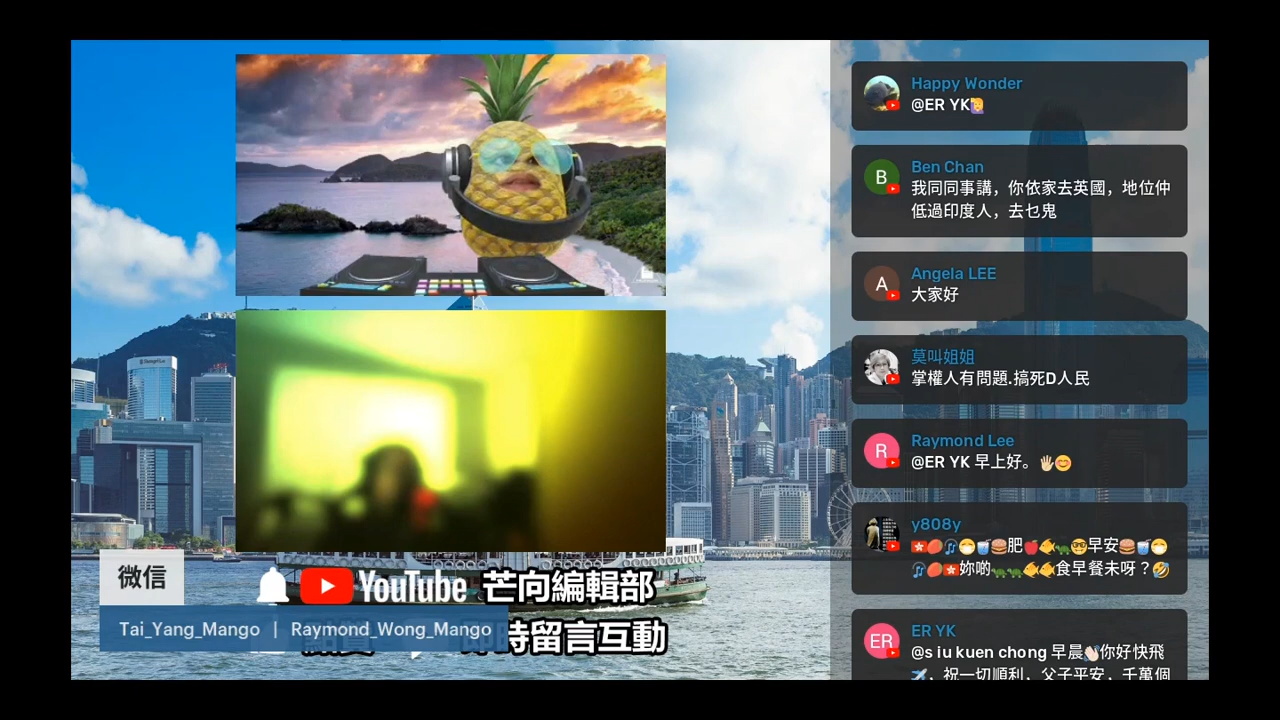 微信
Tai_Yang_Mango | Raymond_Wong_Mango
YouTube 芒向編輯部
即時留言互動
Happy Wonder
@ER YK🙋🏼
Ben Chan
我同同事講，你依家去英國，地位仲
低過印度人，去乜鬼
Angela LEE
大家好
莫叫姐姐
掌權人有問題.搞死D人民
Raymond Lee
@ER YK 早上好。🖐🏻😊
y808y
🇭🇰🥊🎧😷🥤🍔肥🍎🐠🐢🤓早安🍔🥤😷
🎧🥊🇭🇰妳啲🐢🐢🐠🐠食早餐未呀？🤣
ER YK
@s iu kuen chong 早晨👋🏻你好快飛
✈️，祝一切順利，父子平安，千萬個